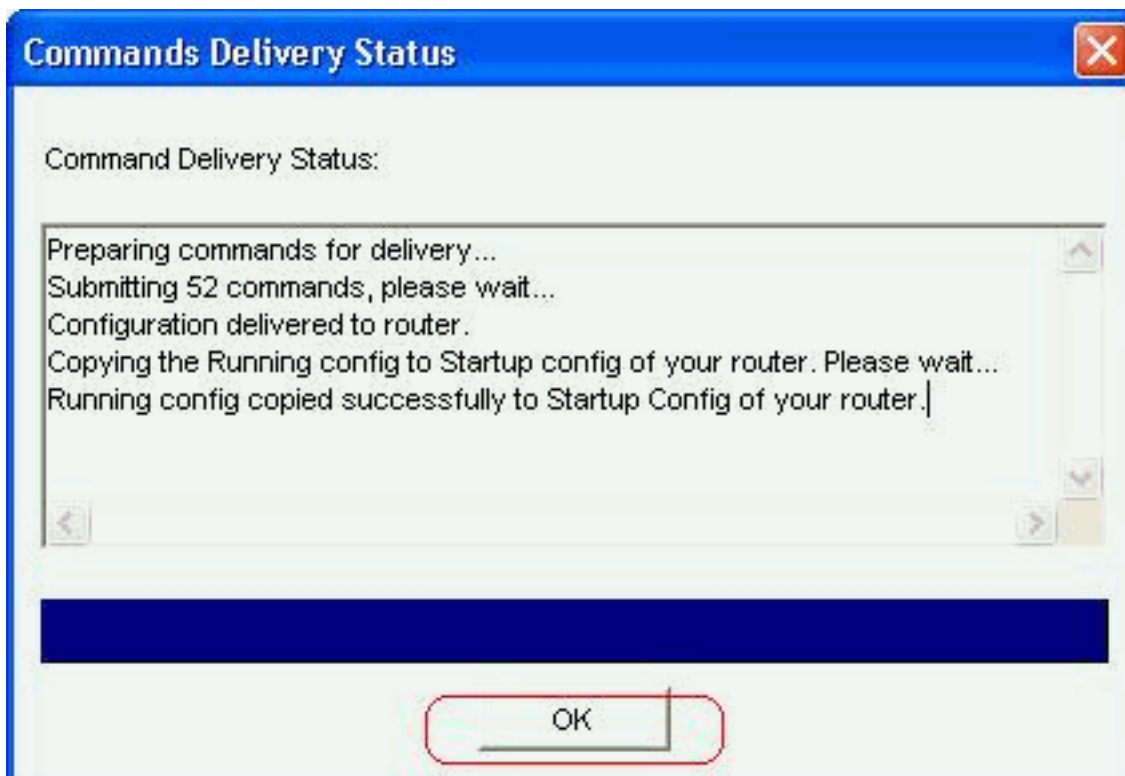 Commands Delivery Status
Command Delivery Status:
Preparing commands for delivery...
Submitting 52 commands, please wait...
Configuration delivered to router.
Copying the Running config to Startup config of your router. Please wait...
Running config copied successfully to Startup Config of your router.
OK